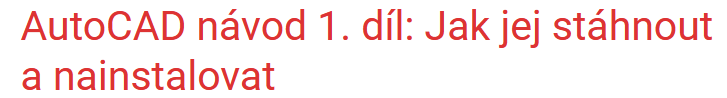 AutoCAD návod 1. díl: Jak jej stáhnout
a nainstalovat